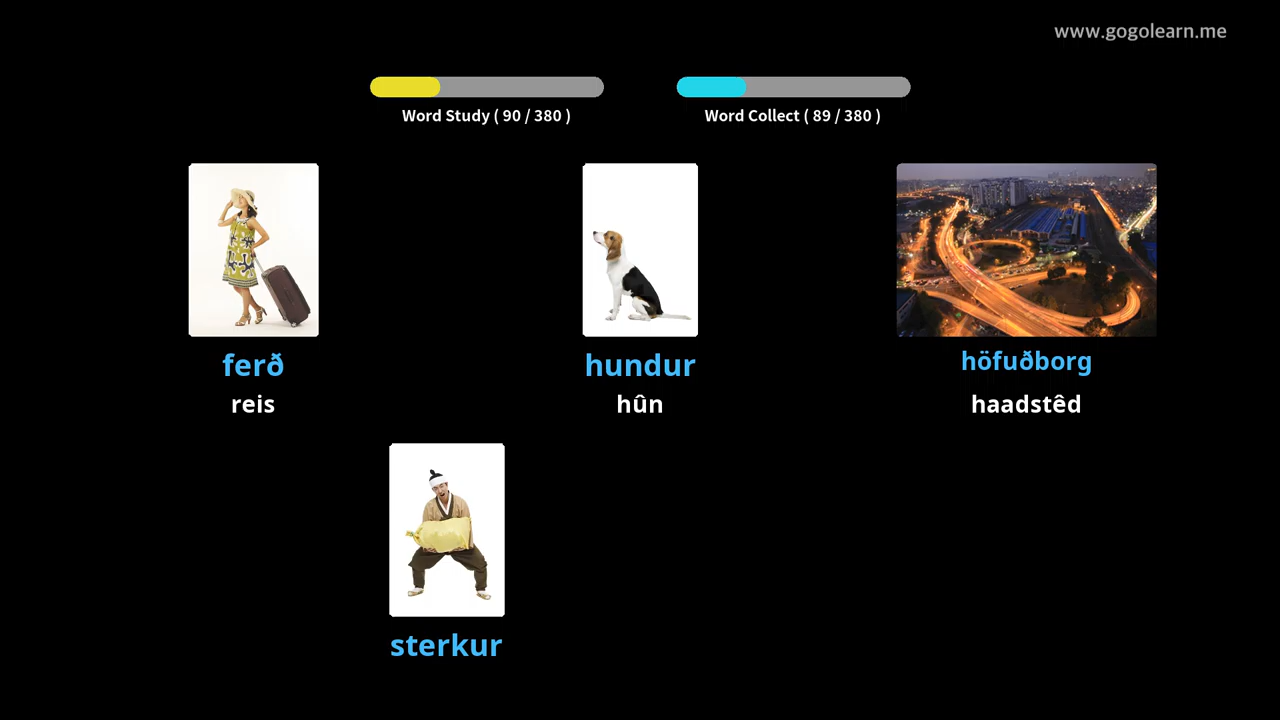 www.gogolearn.me
Word Study ( 90 / 380 )
Word Collect ( 89 / 380 )
ferð
reis
hundur
hûn
höfuðborg
haadstêd
sterkur